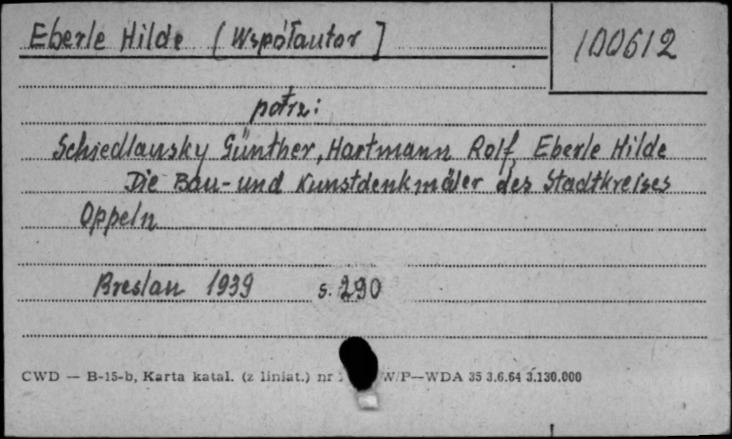 Eberle Hilde (Współautor]
100612
patrz:
Schiedlausky Günther, Hartmann Rolf, Eberle Hilde
Die Bau- und Kunstdenkmäler des Stadtkreises
Oppeln
Breslau 1939 s. 290
CWD — B-15-b, Karta katal. (z liniat.) nr W/P—WDA 35 3.6.64 3.130.000